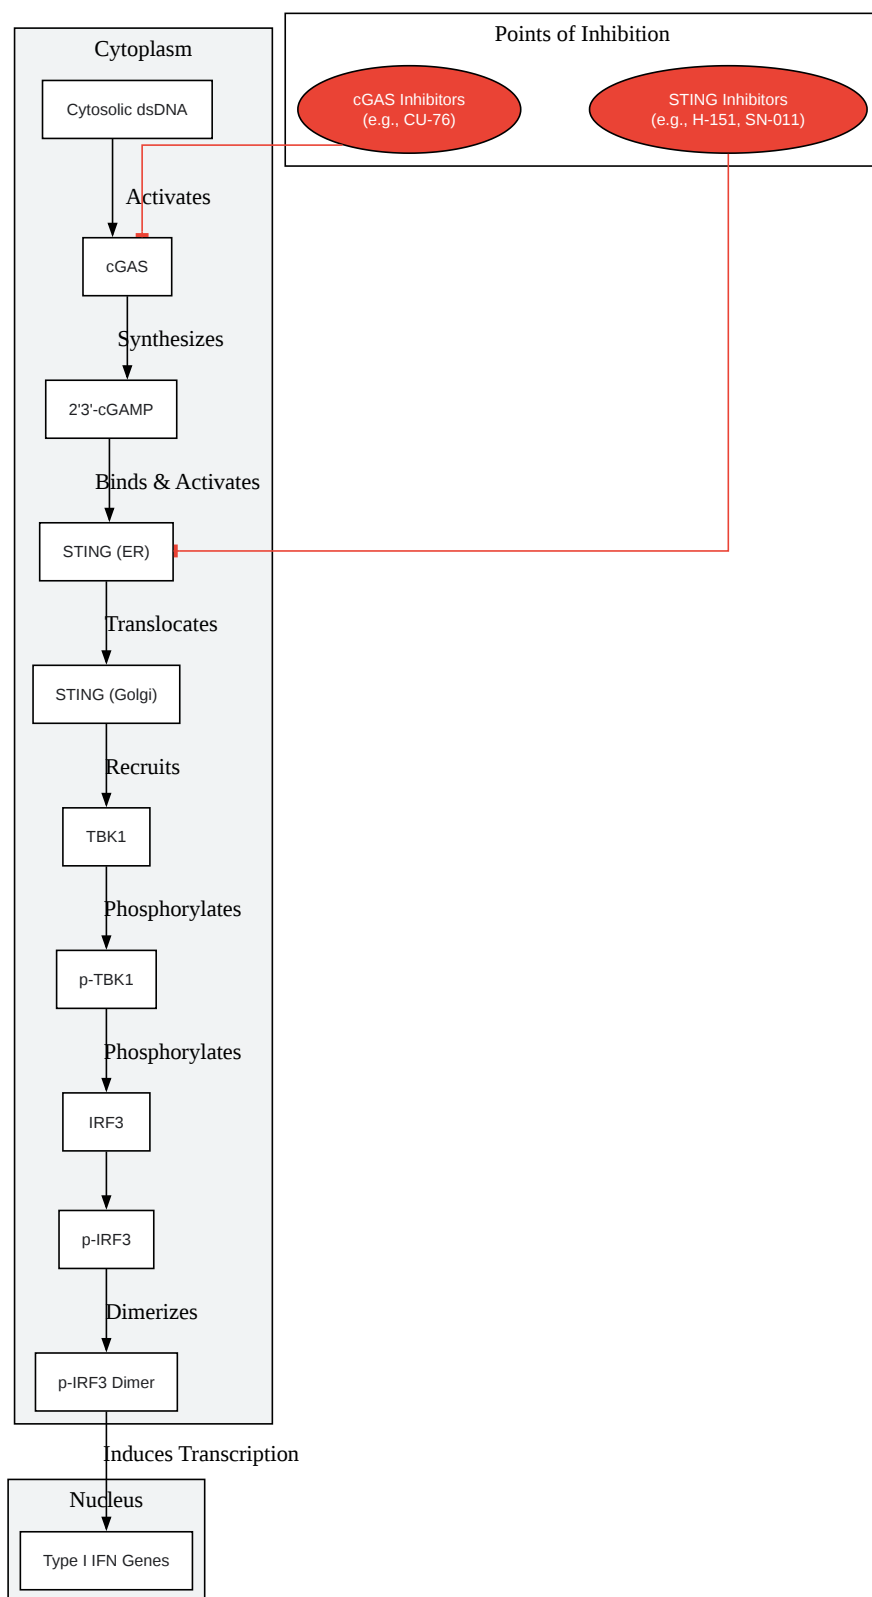 Points of Inhibition
cGAS Inhibitors
(e.g., CU-76)
STING Inhibitors
(e.g., H-151, SN-011)
Cytoplasm
Cytosolic dsDNA
Activates
cGAS
Synthesizes
2'3'-cGAMP
Binds & Activates
STING (ER)
Translocates
STING (Golgi)
Recruits
TBK1
Phosphorylates
p-TBK1
Phosphorylates
IRF3
p-IRF3
Dimerizes
p-IRF3 Dimer
Induces Transcription
Nucleus
Type I IFN Genes